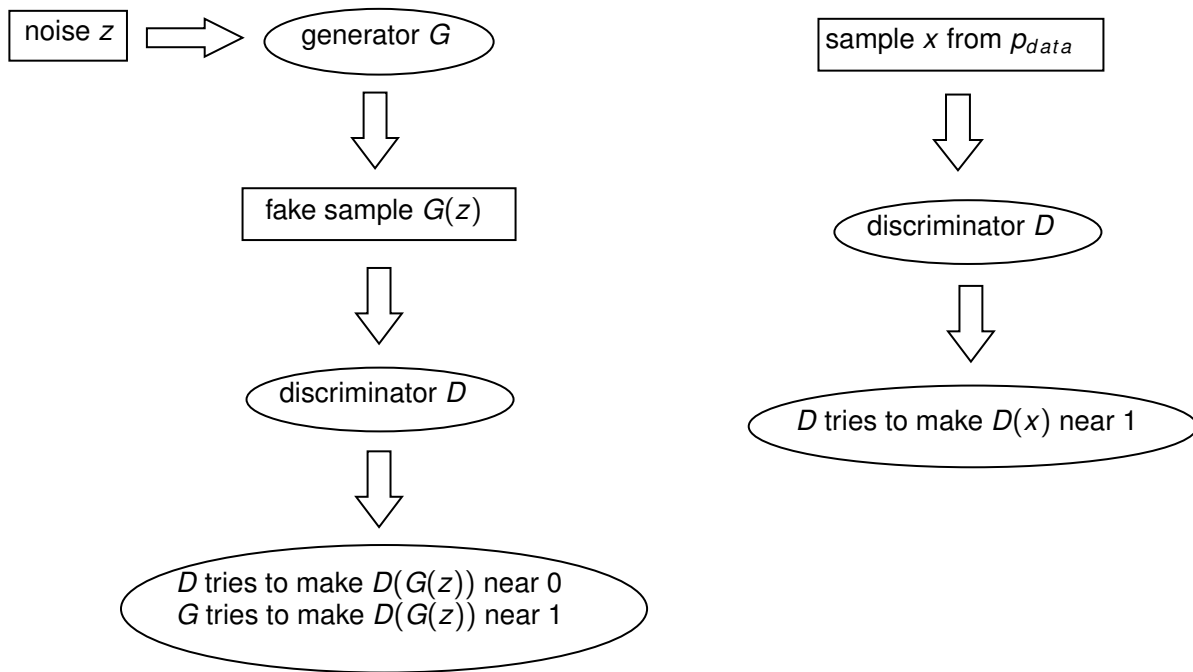 noise z
generator G
fake sample G(z)
discriminator D
D tries to make D(G(z)) near 0
G tries to make D(G(z)) near 1
sample x from p_data
discriminator D
D tries to make D(x) near 1